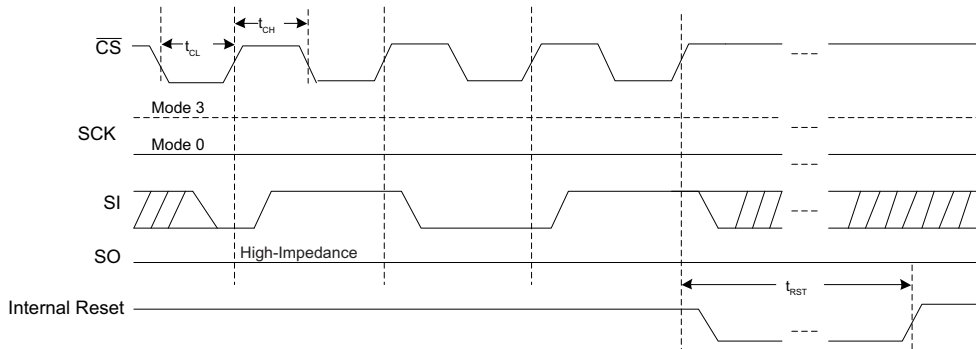 t_CH
CS
t_CL
Mode 3
SCK
Mode 0
SI
High-Impedance
SO
t_RST
Internal Reset